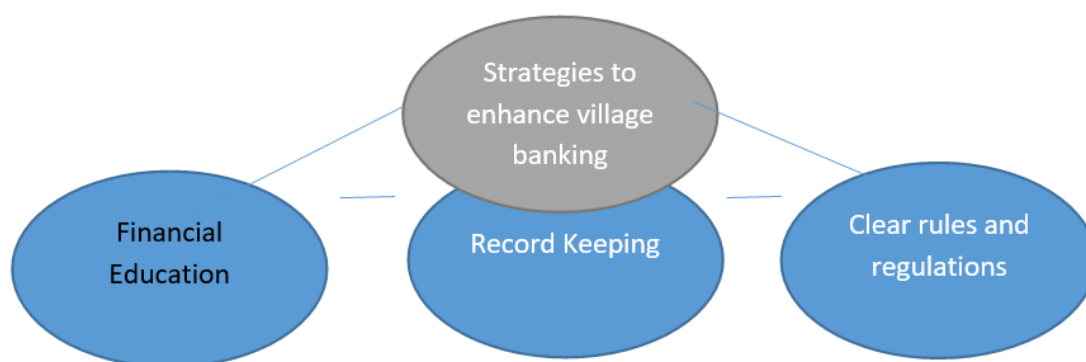 Strategies to
enhance village
banking
Financial
Education
Record Keeping
Clear rules and
regulations